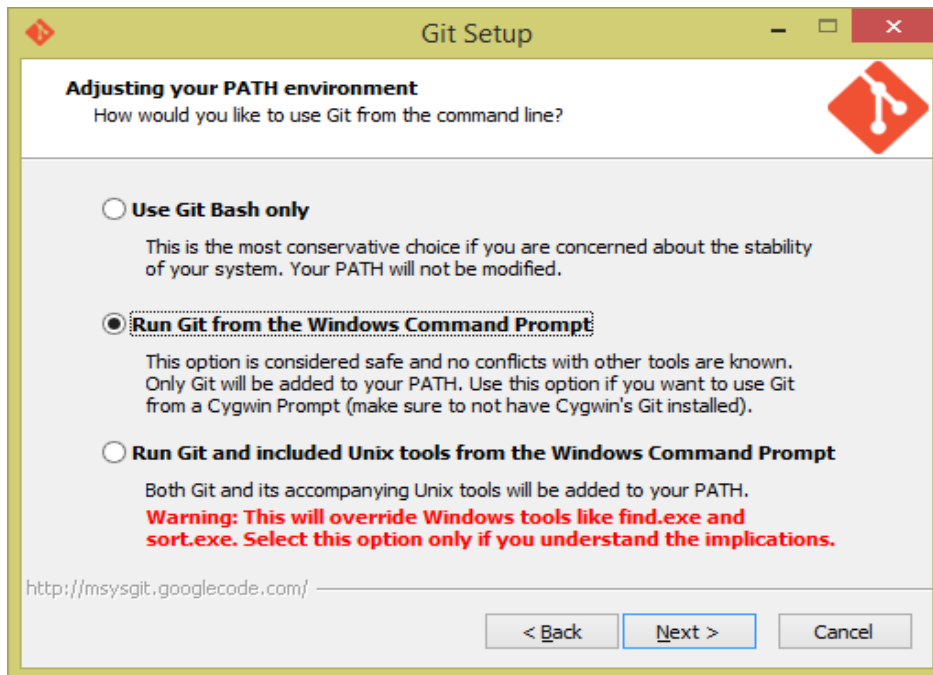 Git Setup
Adjusting your PATH environment
How would you like to use Git from the command line?
Use Git Bash only
This is the most conservative choice if you are concerned about the stability
of your system. Your PATH will not be modified.
Run Git from the Windows Command Prompt
This option is considered safe and no conflicts with other tools are known.
Only Git will be added to your PATH. Use this option if you want to use Git
from a Cygwin Prompt (make sure to not have Cygwin's Git installed).
Run Git and included Unix tools from the Windows Command Prompt
Both Git and its accompanying Unix tools will be added to your PATH.
Warning: This will override Windows tools like find.exe and
sort.exe. Select this option only if you understand the implications.
http://msysgit.googlecode.com/
< Back Next > Cancel